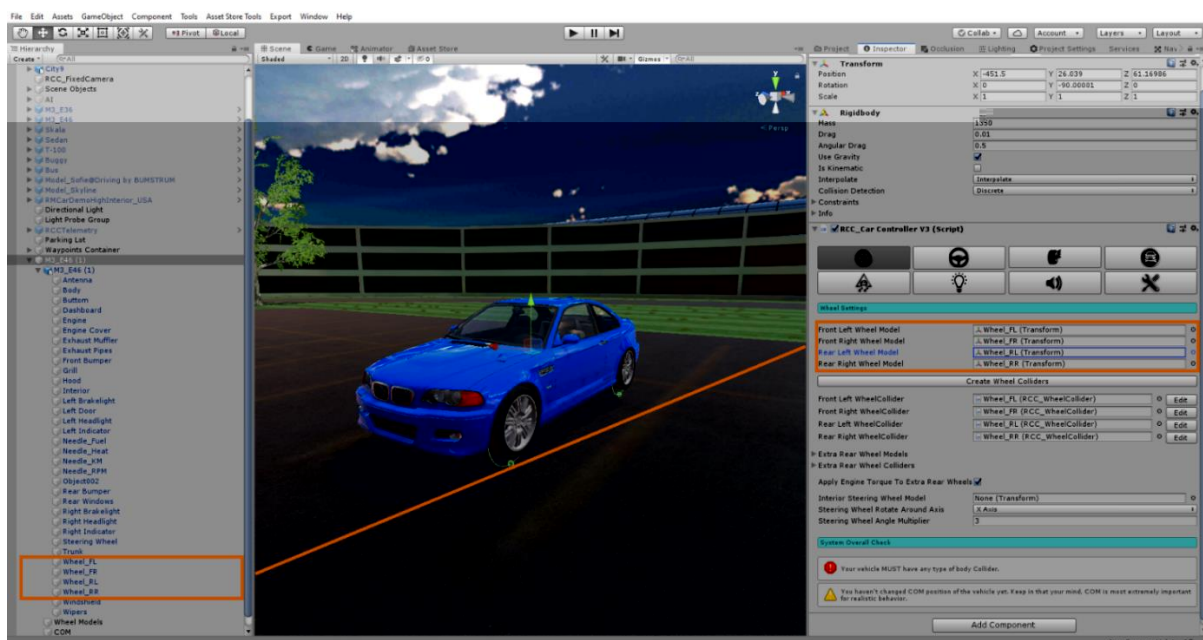 File Edit Assets GameObject Component Tools Asset Store Tools Export Window Help
Pivot Local Collab Account Layers Layout
Hierarchy
Create
City9
RCC_FixedCamera
Scene Objects
AI
M3_E36
M3_E46
Skala
Sedan
T-100
Buggy
Bus
Model_Sofie@Driving by BUMSTRUM
Model_Skyline
RMCarDemoHighInterior_USA
Directional Light
Light Probe Group
RCCTelemetry
Parking Lot
Waypoints Container
M3_E46 (1)
M3_E46 (1)
Antenna
Body
Buttom
Dashboard
Engine
Engine Cover
Exhaust Muffler
Exhaust Pipes
Front Bumper
Grill
Hood
Interior
Left Brakelight
Left Door
Left Headlight
Left Indicator
Needle_Fuel
Needle_Heat
Needle_KM
Needle_RPM
Object002
Rear Bumper
Rear Windows
Right Brakelight
Right Headlight
Right Indicator
Steering Wheel
Trunk
Wheel_FL
Wheel_FR
Wheel_RL
Wheel_RR
Windshield
Wipers
Wheel Models
COM
Scene Game Animator Asset Store
Shaded 2D Gizmos
y
Persp
Project Inspector Occlusion Lighting Project Settings Services
Transform
Position X -451.5 Y 26.039 Z 61.16986
Rotation X 0 Y -90.00001 Z 0
Scale X 1 Y 1 Z 1
Rigidbody
Mass 1350
Drag 0.01
Angular Drag 0.5
Use Gravity
Is Kinematic
Interpolate Interpolate
Collision Detection Discrete
Constraints
Info
RCC_Car Controller V3 (Script)
Wheel Settings
Front Left Wheel Model Wheel_FL (Transform)
Front Right Wheel Model Wheel_FR (Transform)
Rear Left Wheel Model Wheel_RL (Transform)
Rear Right Wheel Model Wheel_RR (Transform)
Create Wheel Colliders
Front Left WheelCollider Wheel_FL (RCC_WheelCollider) Edit
Front Right WheelCollider Wheel_FR (RCC_WheelCollider) Edit
Rear Left WheelCollider Wheel_RL (RCC_WheelCollider) Edit
Rear Right WheelCollider Wheel_RR (RCC_WheelCollider) Edit
Extra Rear Wheel Models
Extra Rear Wheel Colliders
Apply Engine Torque To Extra Rear Wheels
Interior Steering Wheel Model None (Transform)
Steering Wheel Rotate Around Axis X Axis
Steering Wheel Angle Multiplier 3
System Overall Check
Your vehicle MUST have any type of body Collider.
You haven't changed COM position of the vehicle yet. Keep in that your mind, COM is most extremely important
for realistic behavior.
Add Component